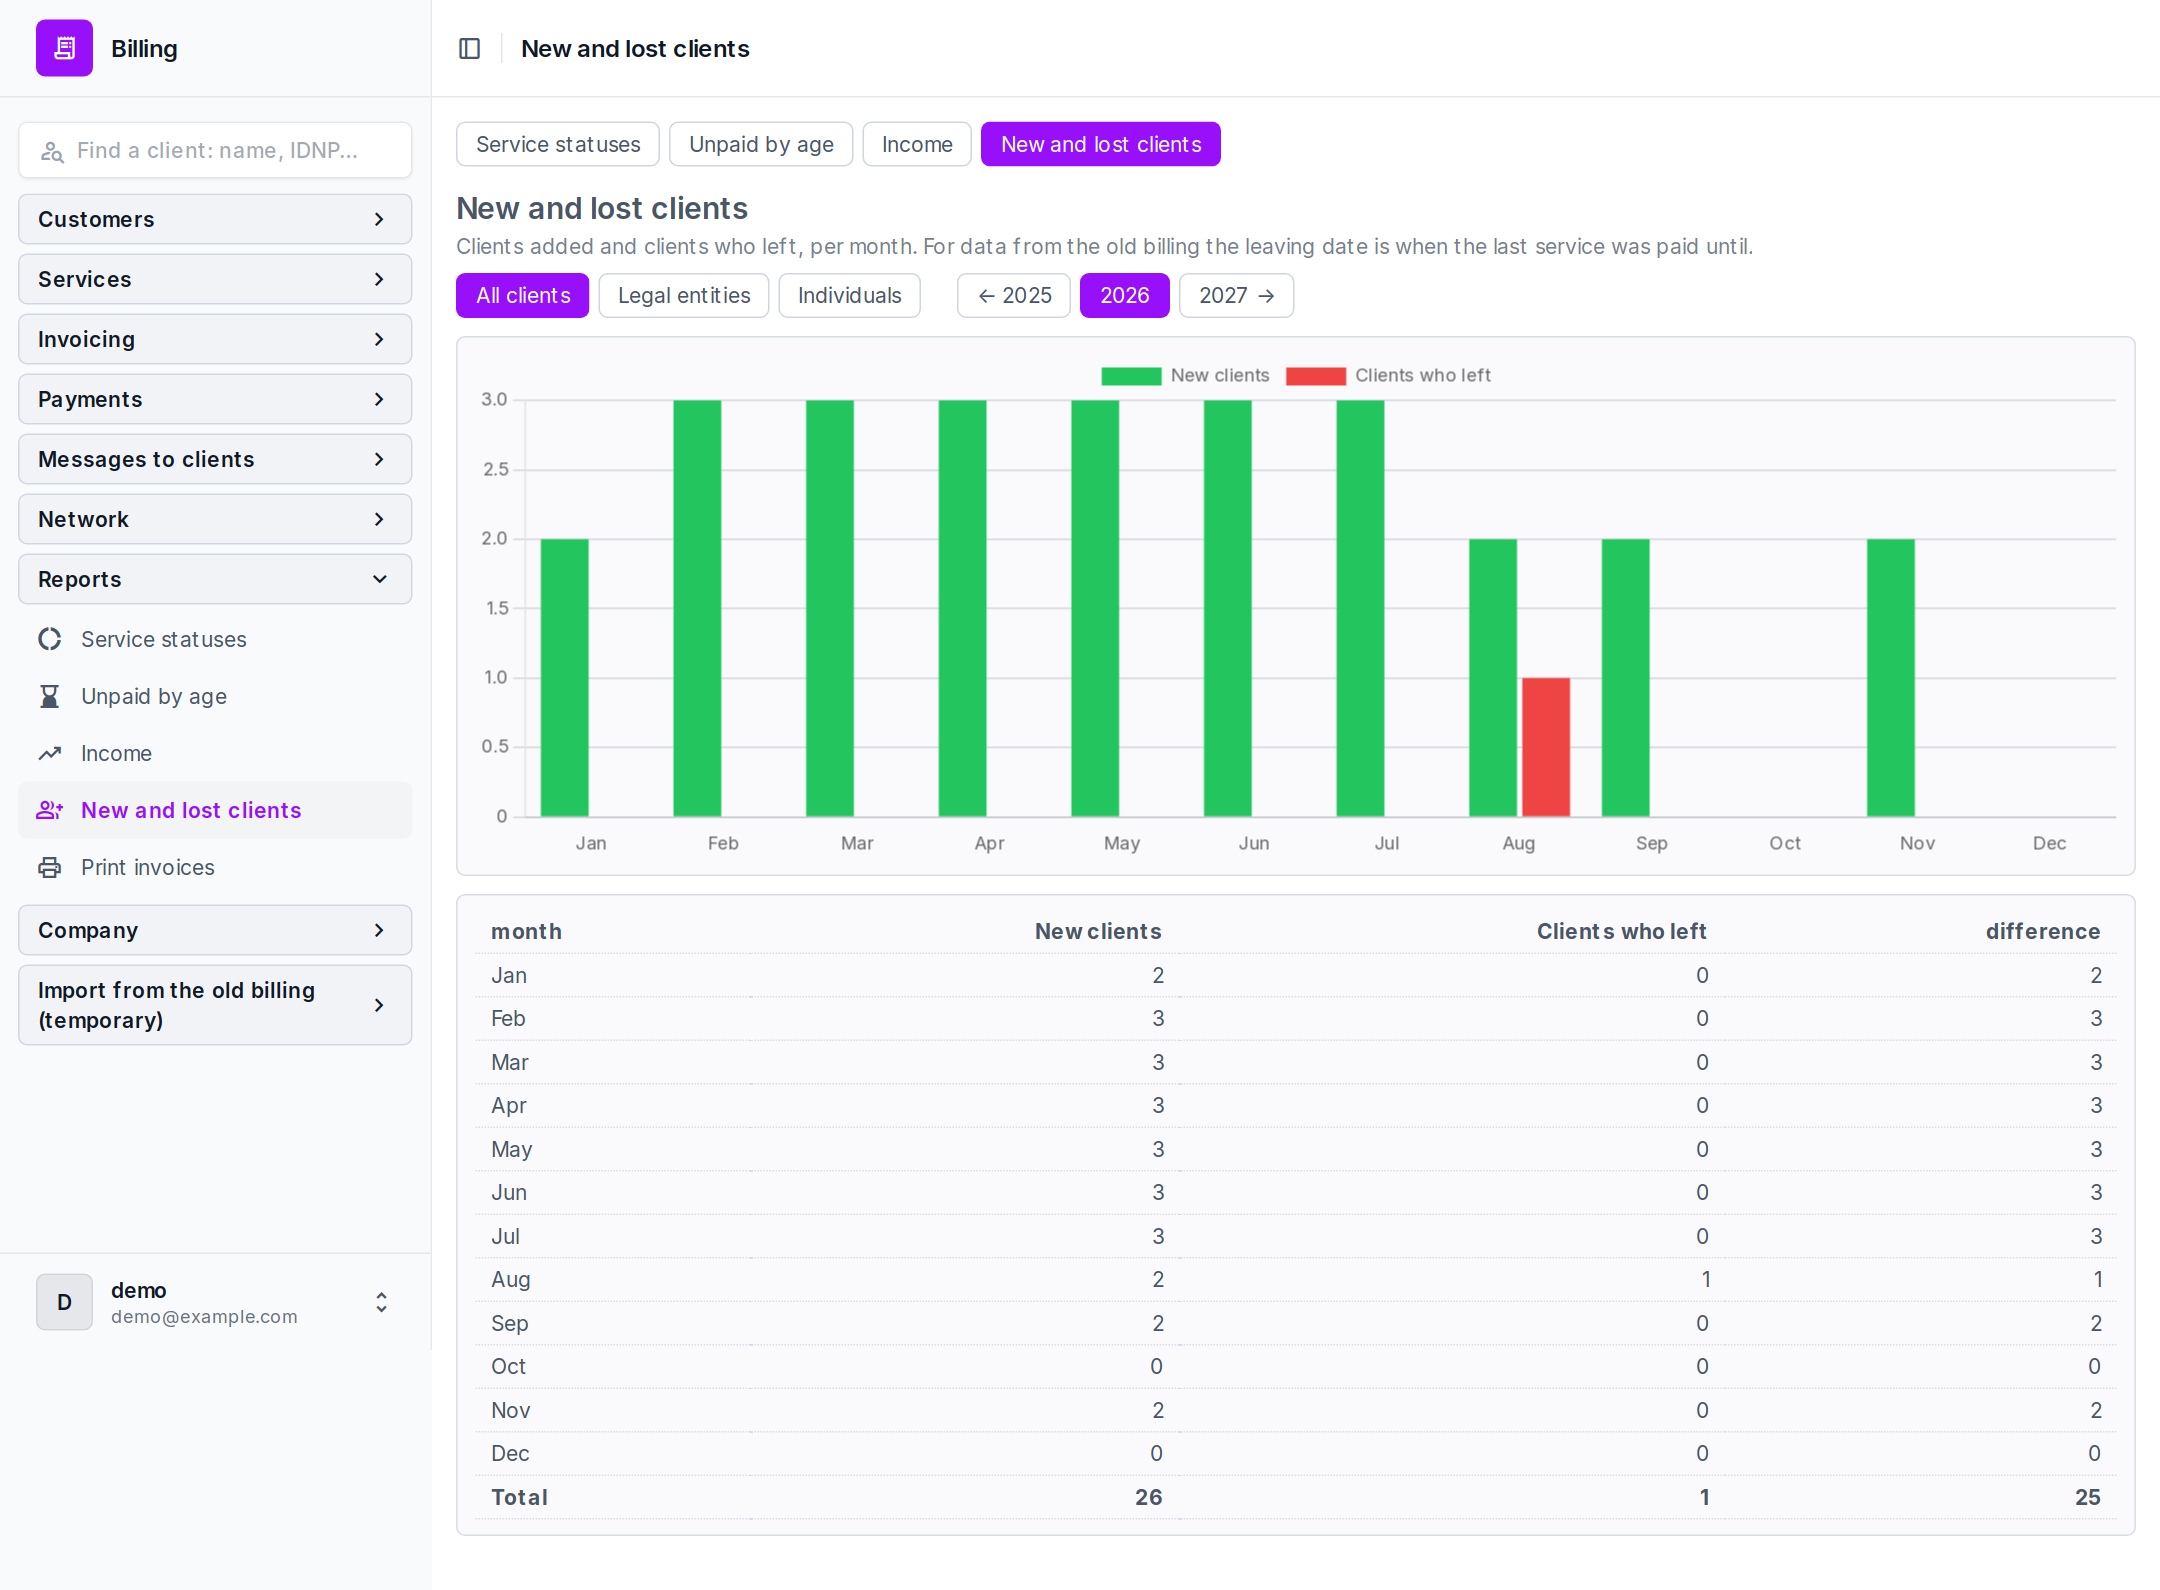 Billing
New and lost clients
Find a client: name, IDNP...
Customers
Services
Invoicing
Payments
Messages to clients
Network
Reports
Service statuses
Unpaid by age
Income
New and lost clients
Print invoices
Company
Import from the old billing
(temporary)
D
demo
demo@example.com
Service statuses Unpaid by age Income New and lost clients
New and lost clients
Clients added and clients who left, per month. For data from the old billing the leaving date is when the last service was paid until.
All clients Legal entities Individuals ← 2025 2026 2027 →
New clients Clients who left
3.0
2.5
2.0
1.5
1.0
0.5
0
Jan Feb Mar Apr May Jun Jul Aug Sep Oct Nov Dec
month New clients Clients who left difference
Jan 2 0 2
Feb 3 0 3
Mar 3 0 3
Apr 3 0 3
May 3 0 3
Jun 3 0 3
Jul 3 0 3
Aug 2 1 1
Sep 2 0 2
Oct 0 0 0
Nov 2 0 2
Dec 0 0 0
Total 26 1 25